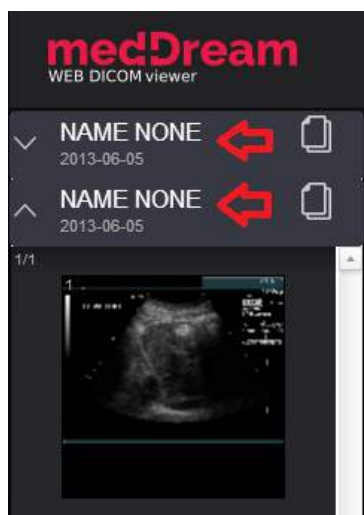 medDream
WEB DICOM viewer
NAME NONE
2013-06-05
NAME NONE
2013-06-05
1/1
1